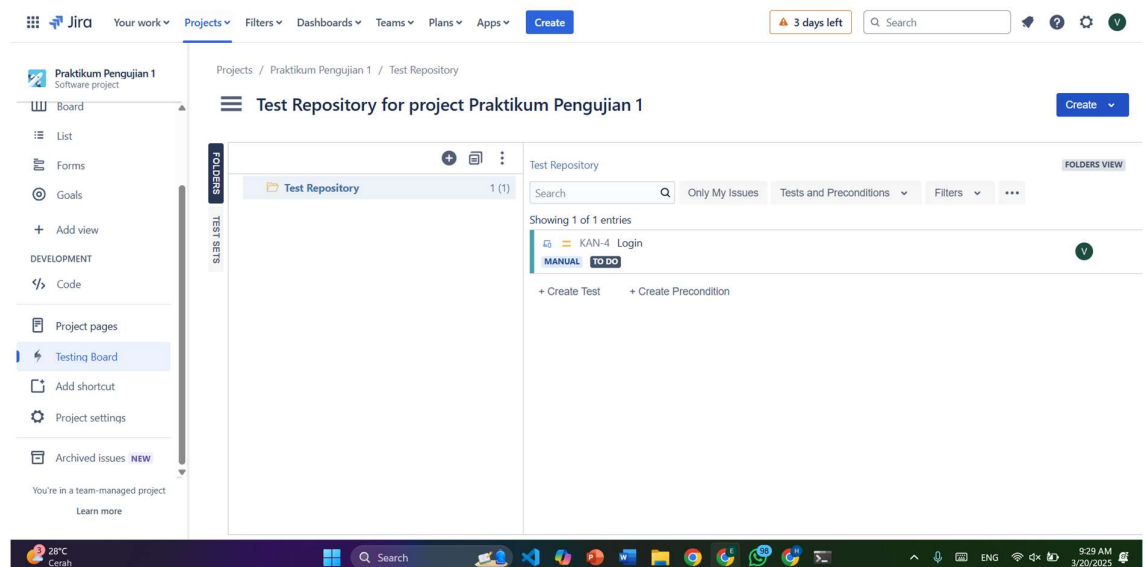 Jira Your work Projects Filters Dashboards Teams Plans Apps Create 3 days left Search V
Praktikum Pengujian 1
Software project
Board
List
Forms
Goals
+ Add view
DEVELOPMENT
Code
Project pages
Testing Board
Add shortcut
Project settings
Archived issues NEW
You're in a team-managed project
Learn more
Projects / Praktikum Pengujian 1 / Test Repository
Test Repository for project Praktikum Pengujian 1
Create
FOLDERS
TEST SETS
Test Repository 1 (1)
Test Repository FOLDERS VIEW
Search Only My Issues Tests and Preconditions Filters
Showing 1 of 1 entries
KAN-4 Login
MANUAL TO DO
V
+ Create Test + Create Precondition
3 28°C
Cerah
Search
98
ENG
9:29 AM
3/20/2025